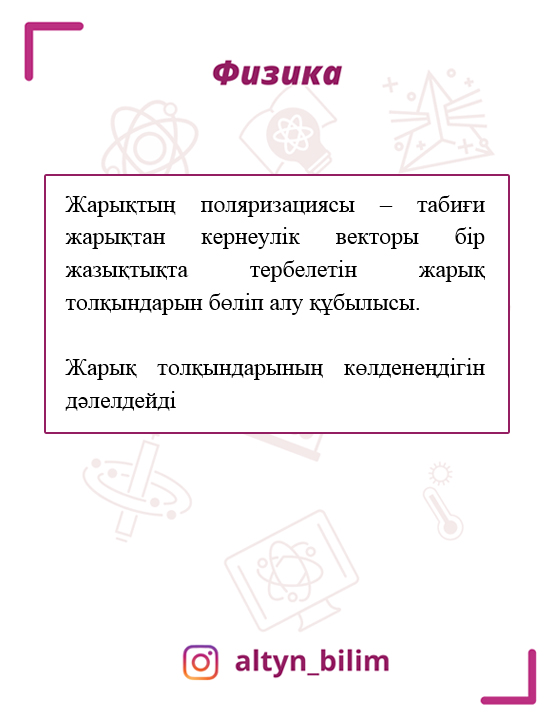 Физика
Жарықтың поляризациясы – табиғи
жарықтан кернеулік векторы бір
жазықтықта тербелетін жарық
толқындарын бөліп алу құбылысы.
Жарық толқындарының көлденеңдігін
дәлелдейді
altyn_bilim